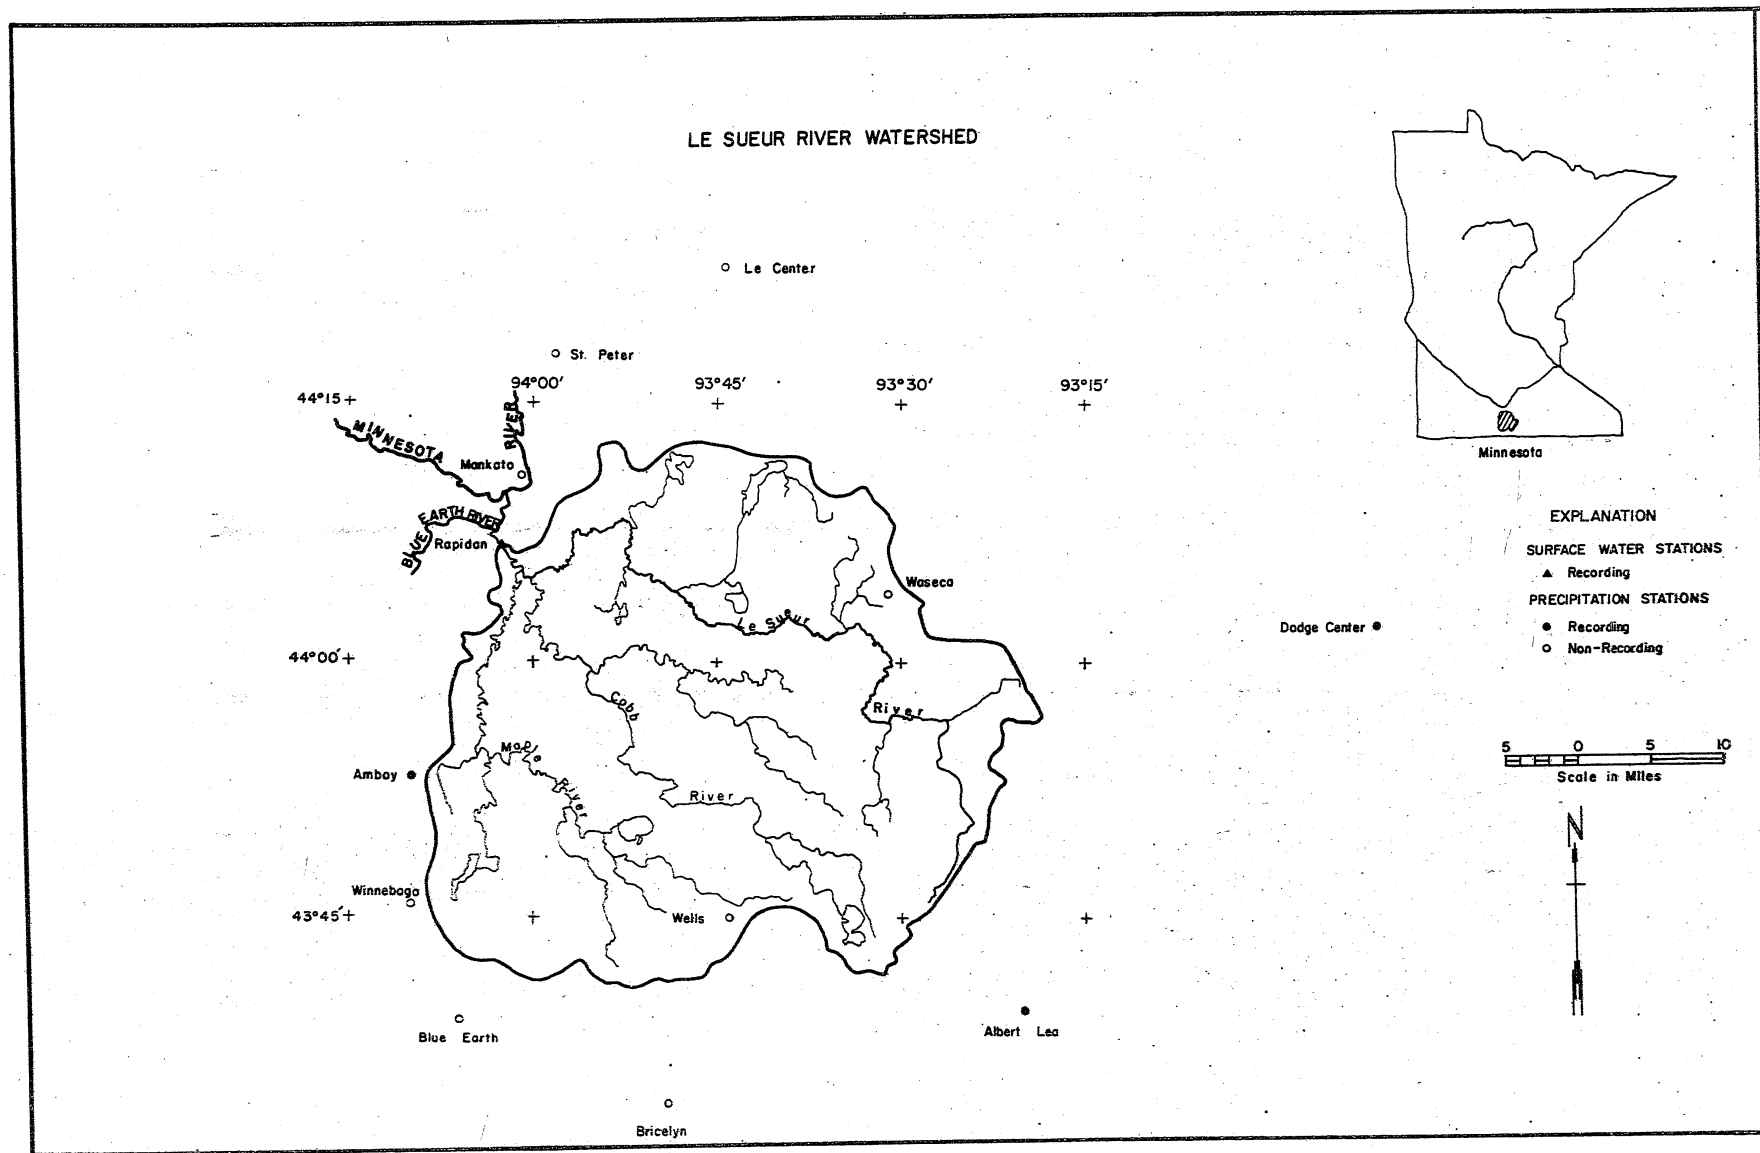 LE SUEUR RIVER WATERSHED
Le Center
St. Peter
94°00' 93°45' 93°30' 93°15'
44°15
MINNESOTA RIVER
Mankato
BLUE EARTH RIVER
Rapidan
Waseca
Le Sueur River
Dodge Center
44°00'
Cobb River
Maple River
Amboy
Winnebago
43°45'
Wells
Blue Earth
Albert Lea
Bricelyn
Minnesota
EXPLANATION
SURFACE WATER STATIONS
Recording
PRECIPITATION STATIONS
Recording
Non-Recording
5 0 5 10
Scale in Miles
N